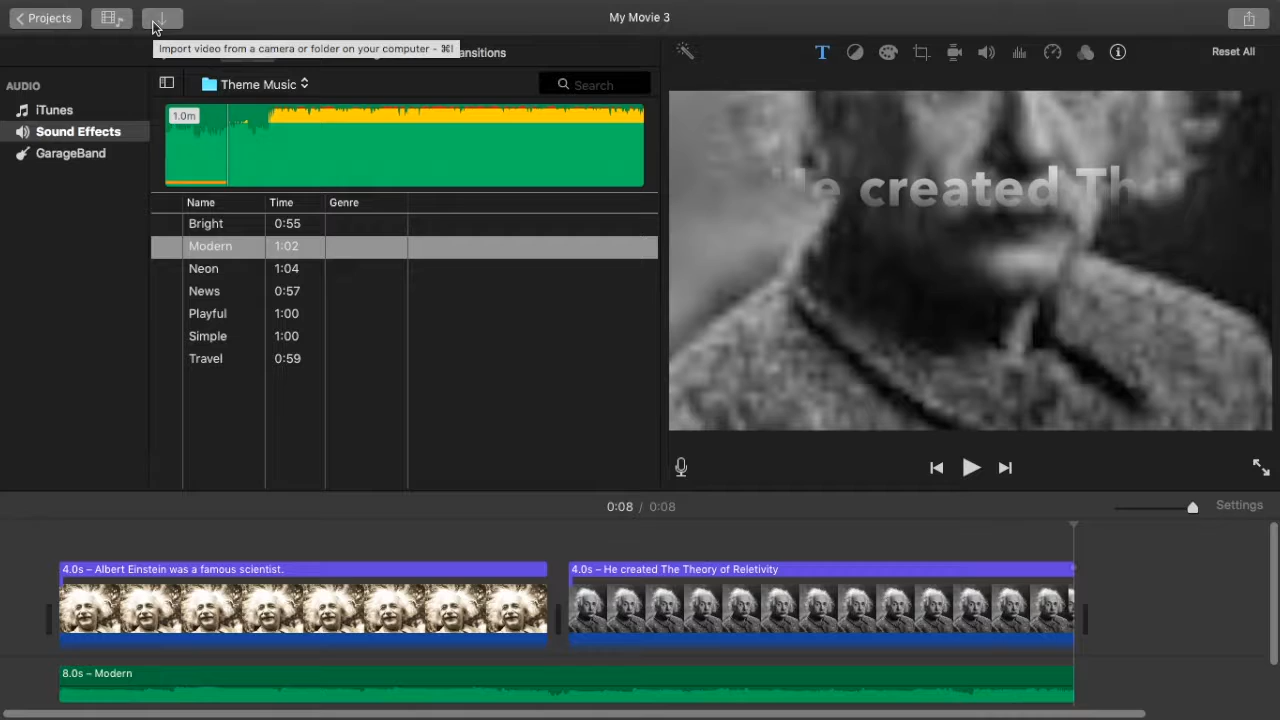 Projects
My Movie 3
Import video from a camera or folder on your computer - ⌘I
ansitions
Reset All
AUDIO
Theme Music
Search
iTunes
Sound Effects
GarageBand
1.0m
Name Time Genre
Bright 0:55
Modern 1:02
Neon 1:04
News 0:57
Playful 1:00
Simple 1:00
Travel 0:59
He created The
0:08 / 0:08
Settings
4.0s – Albert Einstein was a famous scientist.
4.0s – He created The Theory of Reletivity
8.0s – Modern